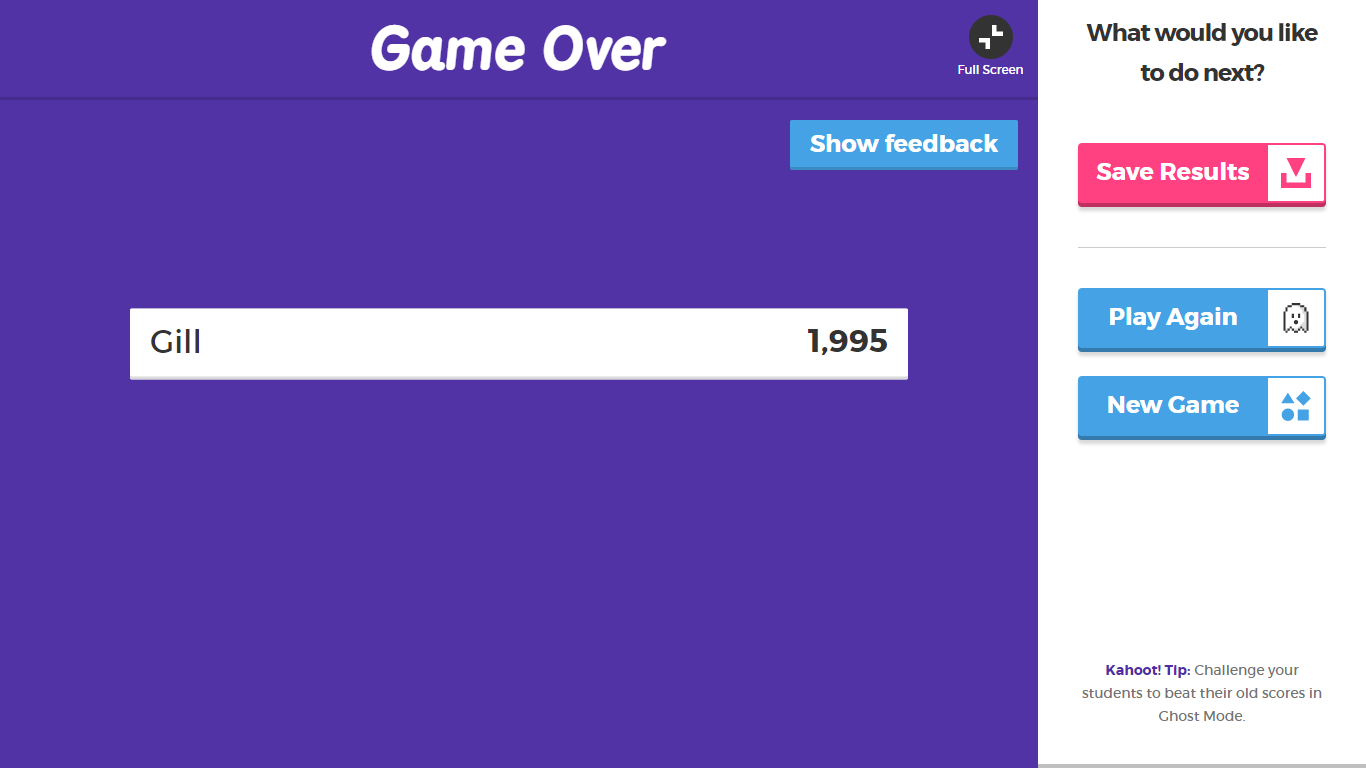 Game Over
Full Screen
Show feedback
Gill 1,995
What would you like
to do next?
Save Results
Play Again
New Game
Kahoot! Tip: Challenge your
students to beat their old scores in
Ghost Mode.